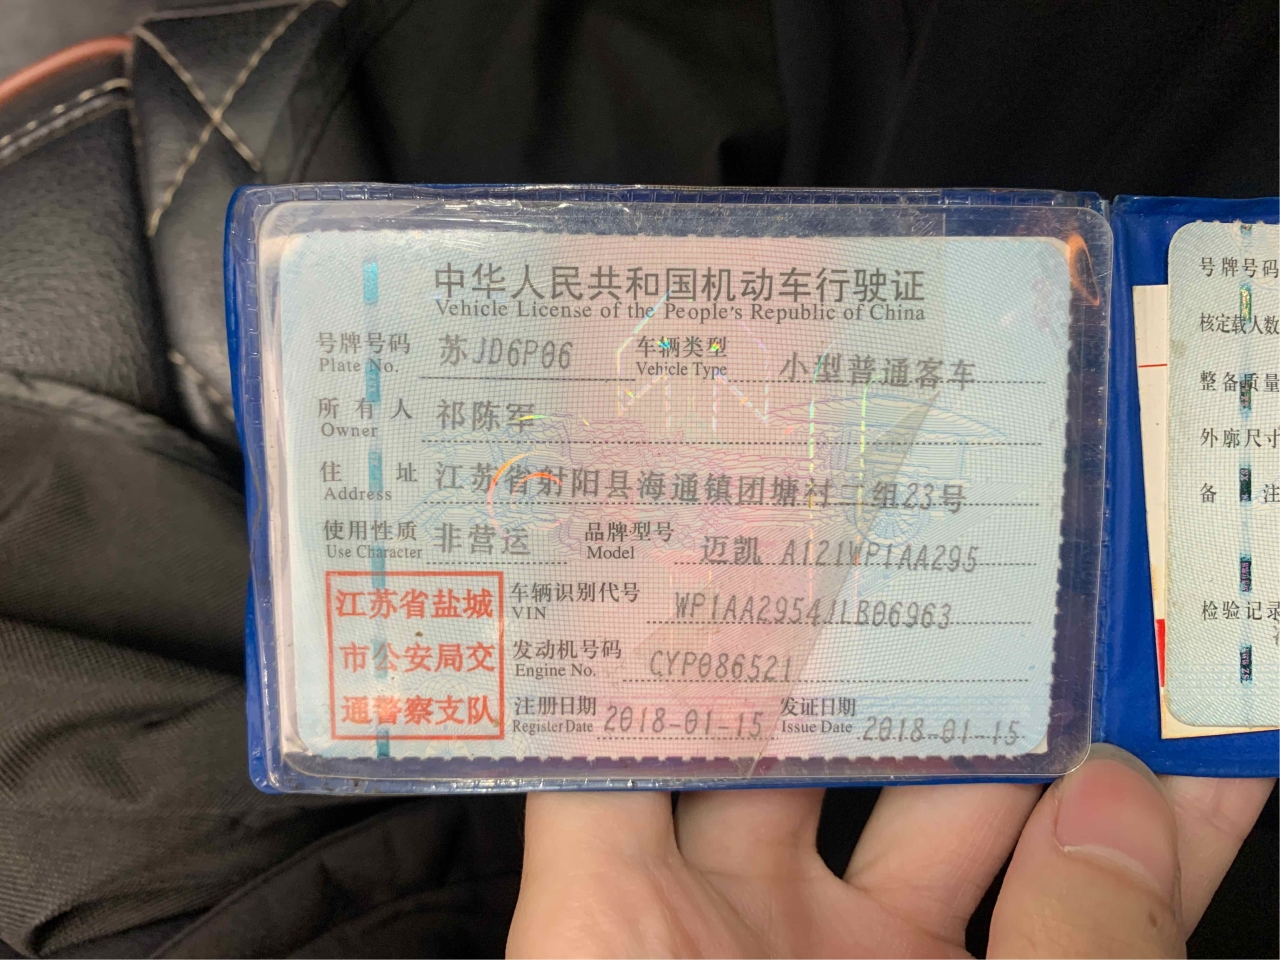 中华人民共和国机动车行驶证
Vehicle License of the People's Republic of China
号牌号码 苏JD6P06 车辆类型 小型普通客车
Plate No. Vehicle Type
所有人 祁陈军
Owner
住址 江苏省射阳县海通镇团塘村二组23号
Address
使用性质 非营运 品牌型号 迈凯 A121WP1AA295
Use Character Model
江苏省盐城
市公安局交
通警察支队
车辆识别代号 WP1AA2954JLB06963
VIN
发动机号码 CYP086521
Engine No.
注册日期 2018-01-15 发证日期 2018-01-15
Register Date Issue Date
号牌号码
核定载人数
整备质量
外廓尺寸
备注
检验记录